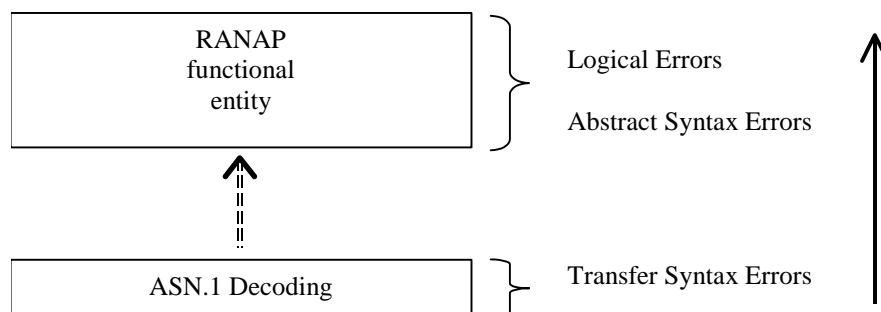 RANAP
functional
entity
Logical Errors
Abstract Syntax Errors
ASN.1 Decoding
Transfer Syntax Errors